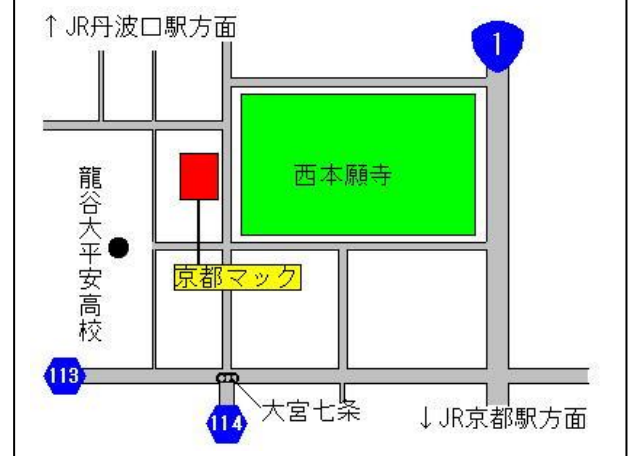 ↑JR丹波口駅方面
1
西本願寺
龍谷大平安高校
京都マック
113
大宮七条
114
↓JR京都駅方面